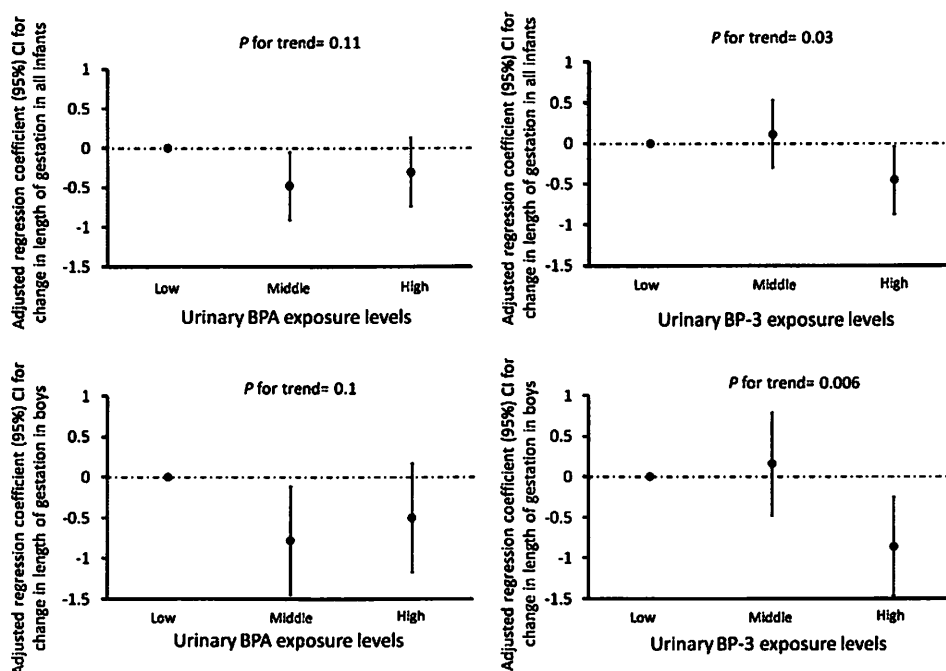 Adjusted regression coefficient (95%) CI for
change in length of gestation in all infants
P for trend= 0.11
1
0.5
0
-0.5
-1
-1.5
Low Middle High
Urinary BPA exposure levels
Adjusted regression coefficient (95%) CI for
change in length of gestation in all infants
P for trend= 0.03
1
0.5
0
-0.5
-1
-1.5
Low Middle High
Urinary BP-3 exposure levels
Adjusted regression coefficient (95%) CI for
change in length of gestation in boys
P for trend= 0.1
1
0.5
0
-0.5
-1
-1.5
Low Middle High
Urinary BPA exposure levels
Adjusted regression coefficient (95%) CI for
change in length of gestation in boys
P for trend= 0.006
1
0.5
0
-0.5
-1
-1.5
Low Middle High
Urinary BP-3 exposure levels